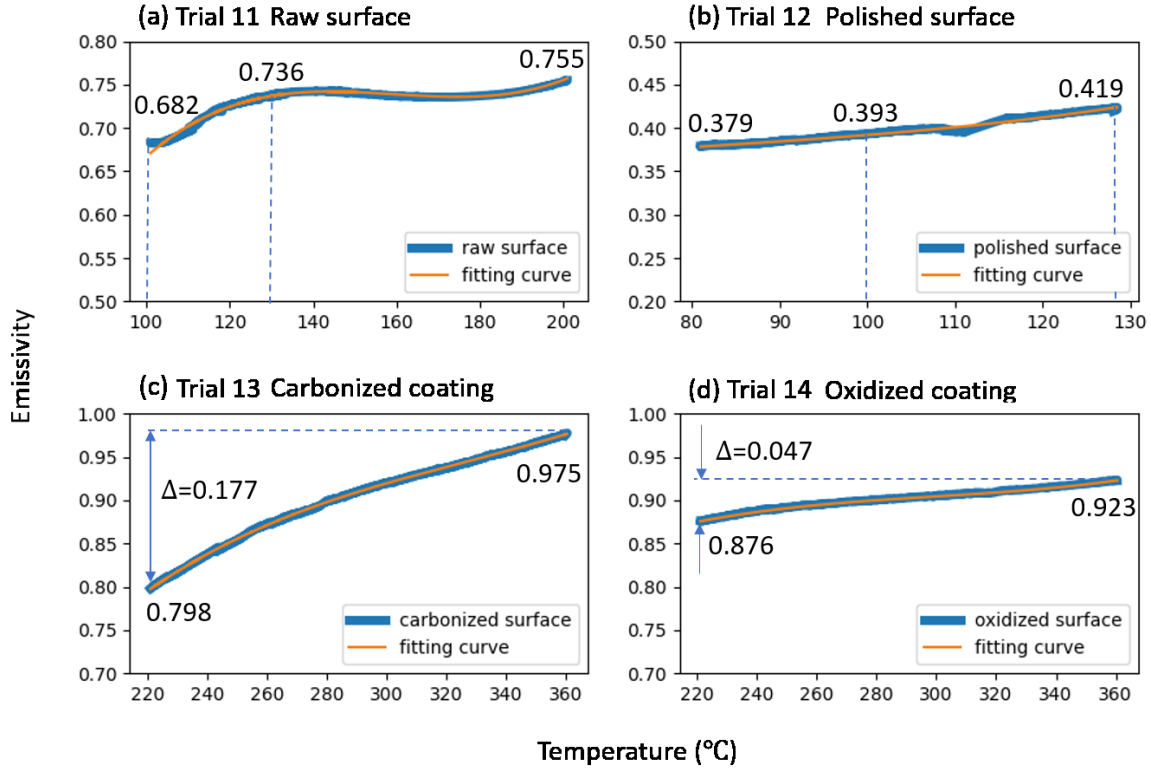 (a) Trial 11 Raw surface
0.80
0.75
0.70
0.65
0.60
0.55
0.50
0.682
0.736
0.755
raw surface
fitting curve
100 120 140 160 180 200
(b) Trial 12 Polished surface
0.50
0.45
0.40
0.35
0.30
0.25
0.20
0.379
0.393
0.419
polished surface
fitting curve
80 90 100 110 120 130
Emissivity
(c) Trial 13 Carbonized coating
1.00
0.95
0.90
0.85
0.80
0.75
0.70
Δ=0.177
0.975
0.798
carbonized surface
fitting curve
220 240 260 280 300 320 340 360
(d) Trial 14 Oxidized coating
1.00
0.95
0.90
0.85
0.80
0.75
0.70
Δ=0.047
0.923
0.876
oxidized surface
fitting curve
220 240 260 280 300 320 340 360
Temperature (℃)